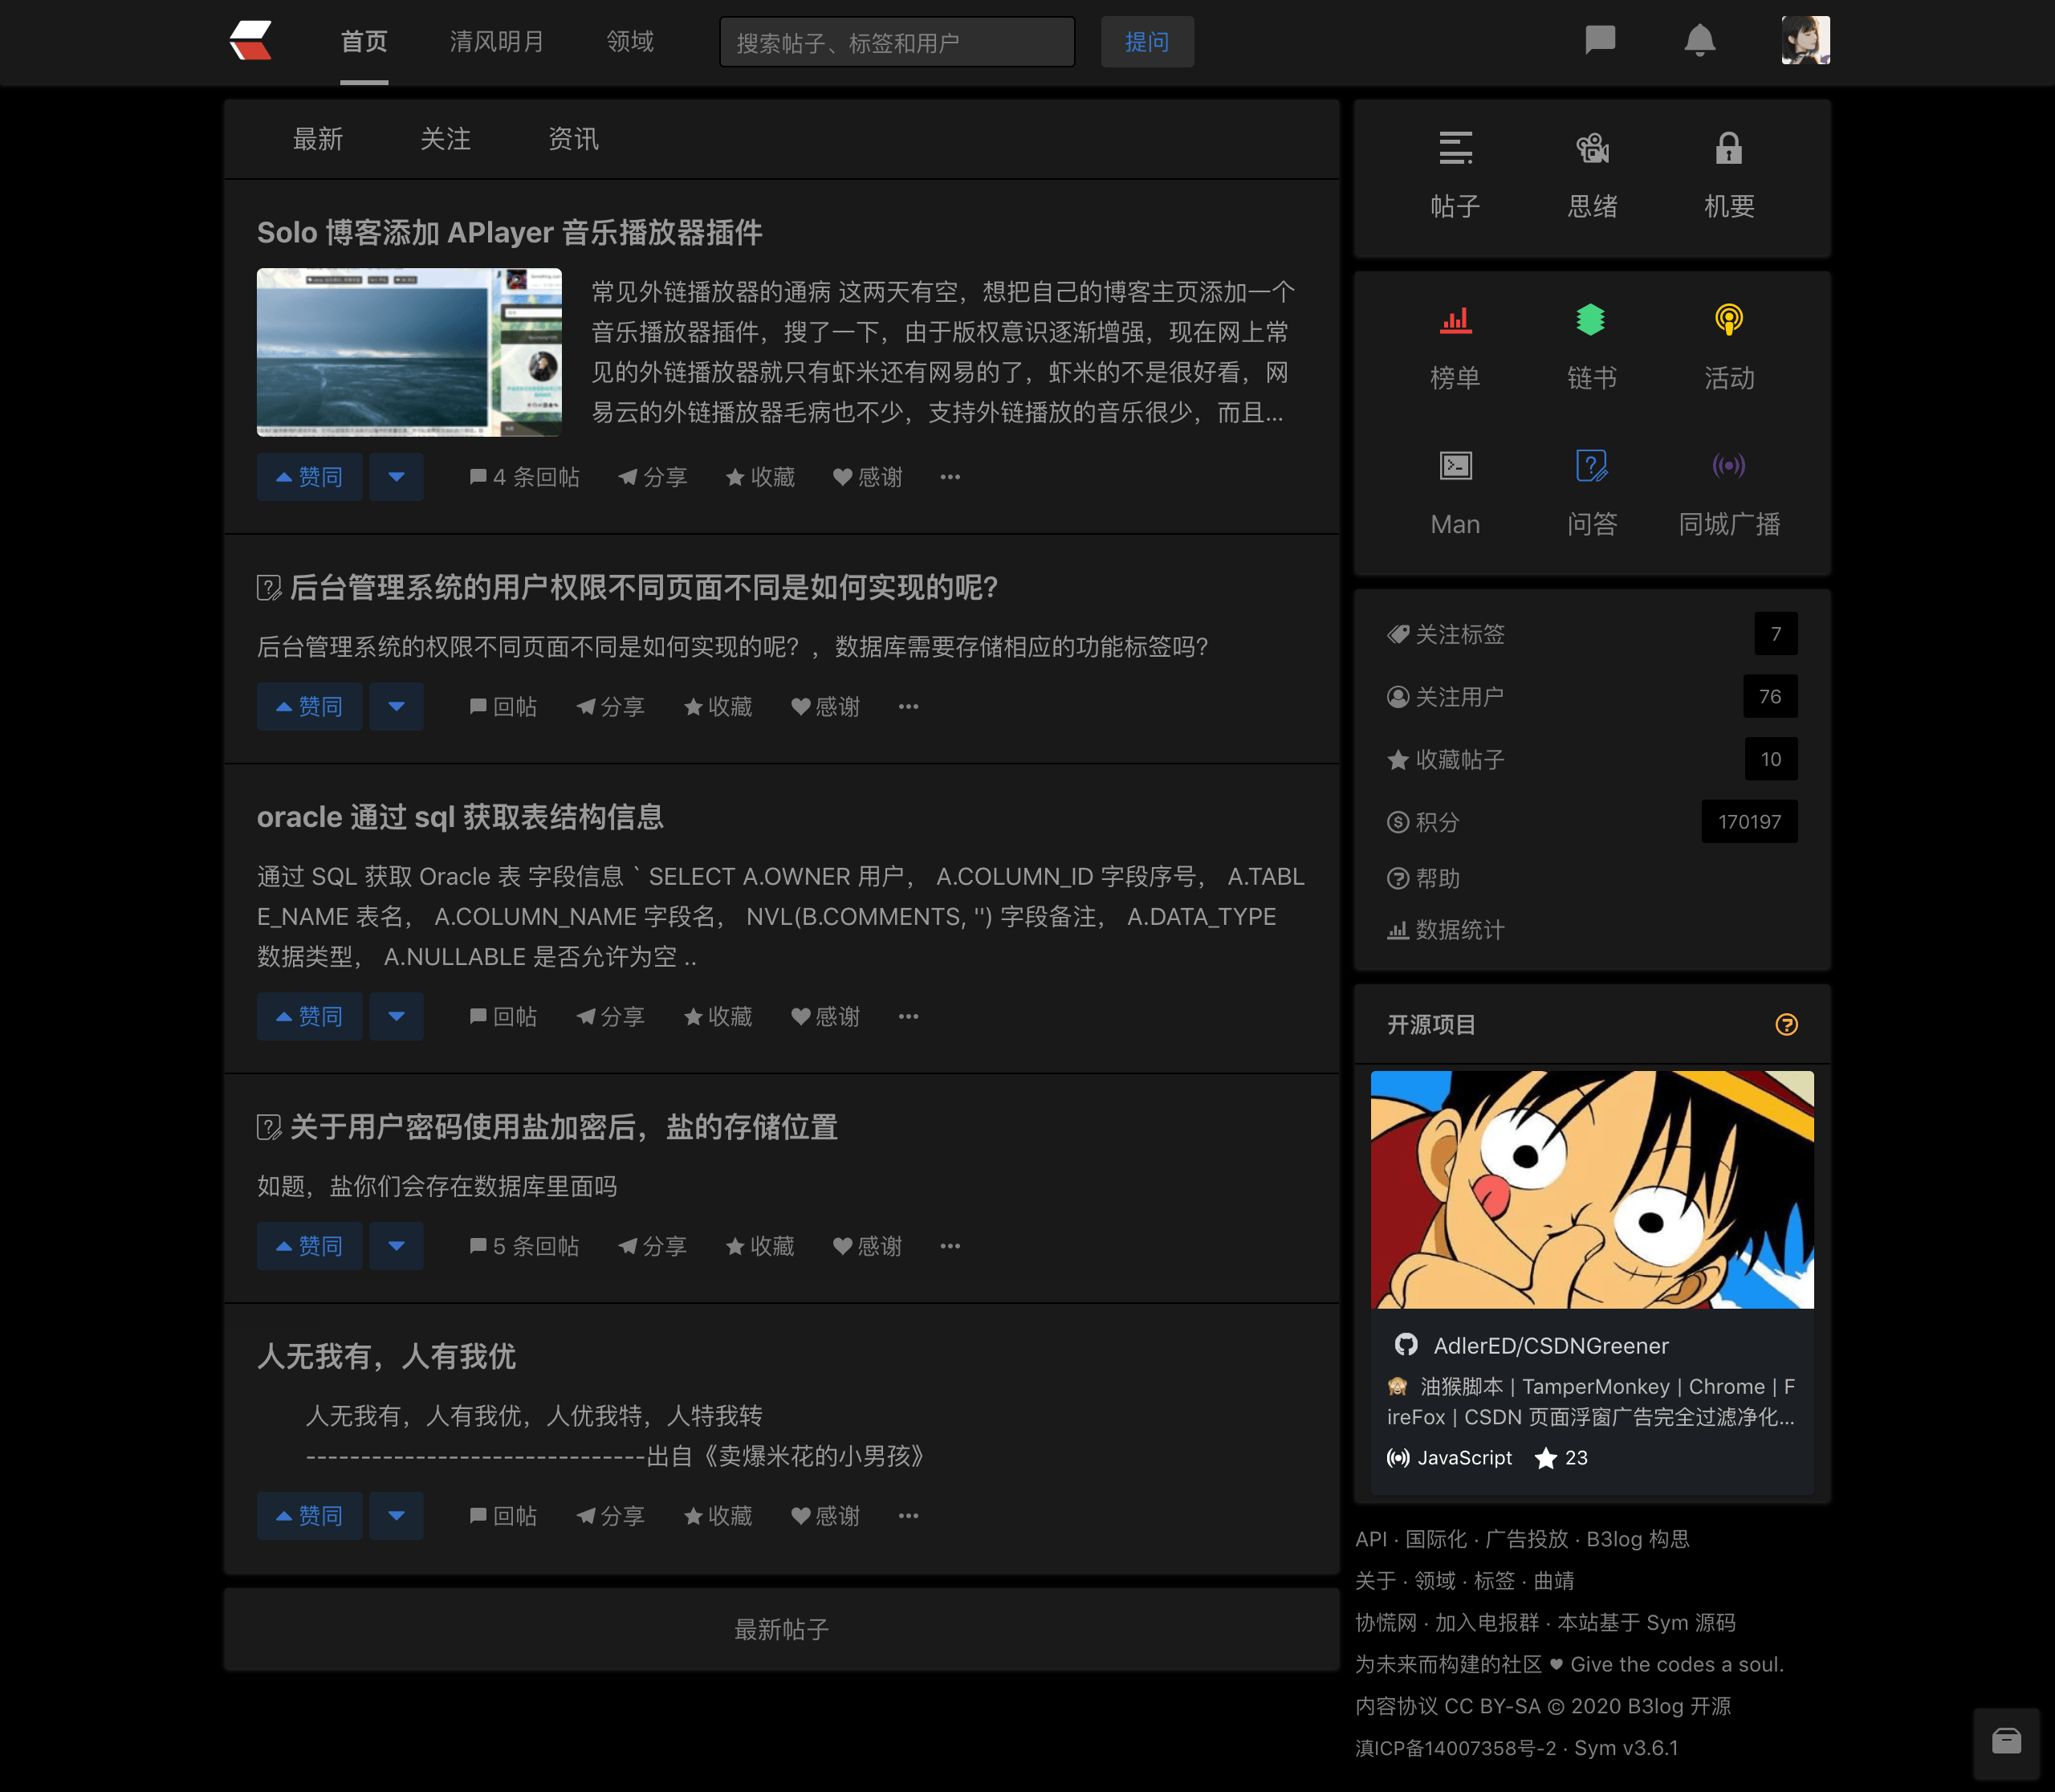 首页 清风明月 领域 搜索帖子、标签和用户 提问
最新 关注 资讯
Solo 博客添加 APlayer 音乐播放器插件
常见外链播放器的通病 这两天有空，想把自己的博客主页添加一个
音乐播放器插件，搜了一下，由于版权意识逐渐增强，现在网上常
见的外链播放器就只有虾米还有网易的了，虾米的不是很好看，网
易云的外链播放器毛病也不少，支持外链播放的音乐很少，而且...
赞同 4 条回帖 分享 收藏 感谢 ...
后台管理系统的用户权限不同页面不同是如何实现的呢?
后台管理系统的权限不同页面不同是如何实现的呢？，数据库需要存储相应的功能标签吗？
赞同 回帖 分享 收藏 感谢 ...
oracle 通过 sql 获取表结构信息
通过 SQL 获取 Oracle 表 字段信息 ` SELECT A.OWNER 用户， A.COLUMN_ID 字段序号， A.TABL
E_NAME 表名， A.COLUMN_NAME 字段名， NVL(B.COMMENTS, '') 字段备注， A.DATA_TYPE
数据类型， A.NULLABLE 是否允许为空 ..
赞同 回帖 分享 收藏 感谢 ...
关于用户密码使用盐加密后，盐的存储位置
如题，盐你们会存在数据库里面吗
赞同 5 条回帖 分享 收藏 感谢 ...
人无我有，人有我优
人无我有，人有我优，人优我特，人特我转
-------------------------------出自《卖爆米花的小男孩》
赞同 回帖 分享 收藏 感谢 ...
最新帖子
帖子 思绪 机要
榜单 链书 活动
Man 问答 同城广播
关注标签 7
关注用户 76
收藏帖子 10
积分 170197
帮助
数据统计
开源项目
AdlerED/CSDNGreener
🙈 油猴脚本 | TamperMonkey | Chrome | F
ireFox | CSDN 页面浮窗广告完全过滤净化...
JavaScript 23
API · 国际化 · 广告投放 · B3log 构思
关于 · 领域 · 标签 · 曲靖
协慌网 · 加入电报群 · 本站基于 Sym 源码
为未来而构建的社区 ♥ Give the codes a soul.
内容协议 CC BY-SA © 2020 B3log 开源
滇ICP备14007358号-2 · Sym v3.6.1